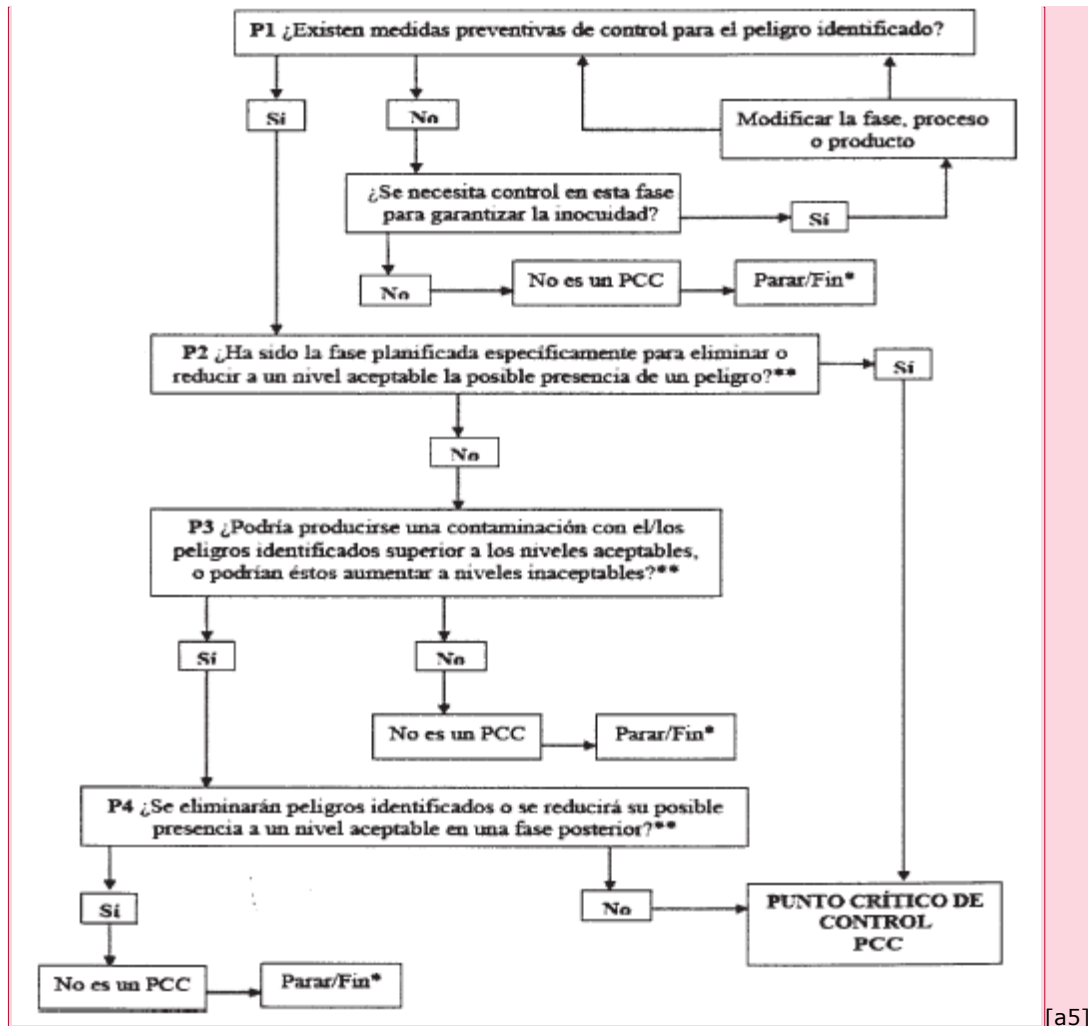 P1 ¿Existen medidas preventivas de control para el peligro identificado?
Sí
No
Modificar la fase, proceso
o producto
¿Se necesita control en esta fase
para garantizar la inocuidad?
Sí
No
No es un PCC
Parar/Fin*
P2 ¿Ha sido la fase planificada específicamente para eliminar o
reducir a un nivel aceptable la posible presencia de un peligro?**
Sí
No
P3 ¿Podría producirse una contaminación con el/los
peligros identificados superior a los niveles aceptables,
o podrían éstos aumentar a niveles inaceptables?**
Sí
No
No es un PCC
Parar/Fin*
P4 ¿Se eliminarán peligros identificados o se reducirá su posible
presencia a un nivel aceptable en una fase posterior?**
Sí
No
PUNTO CRÍTICO DE
CONTROL
PCC
No es un PCC
Parar/Fin*
[a5]